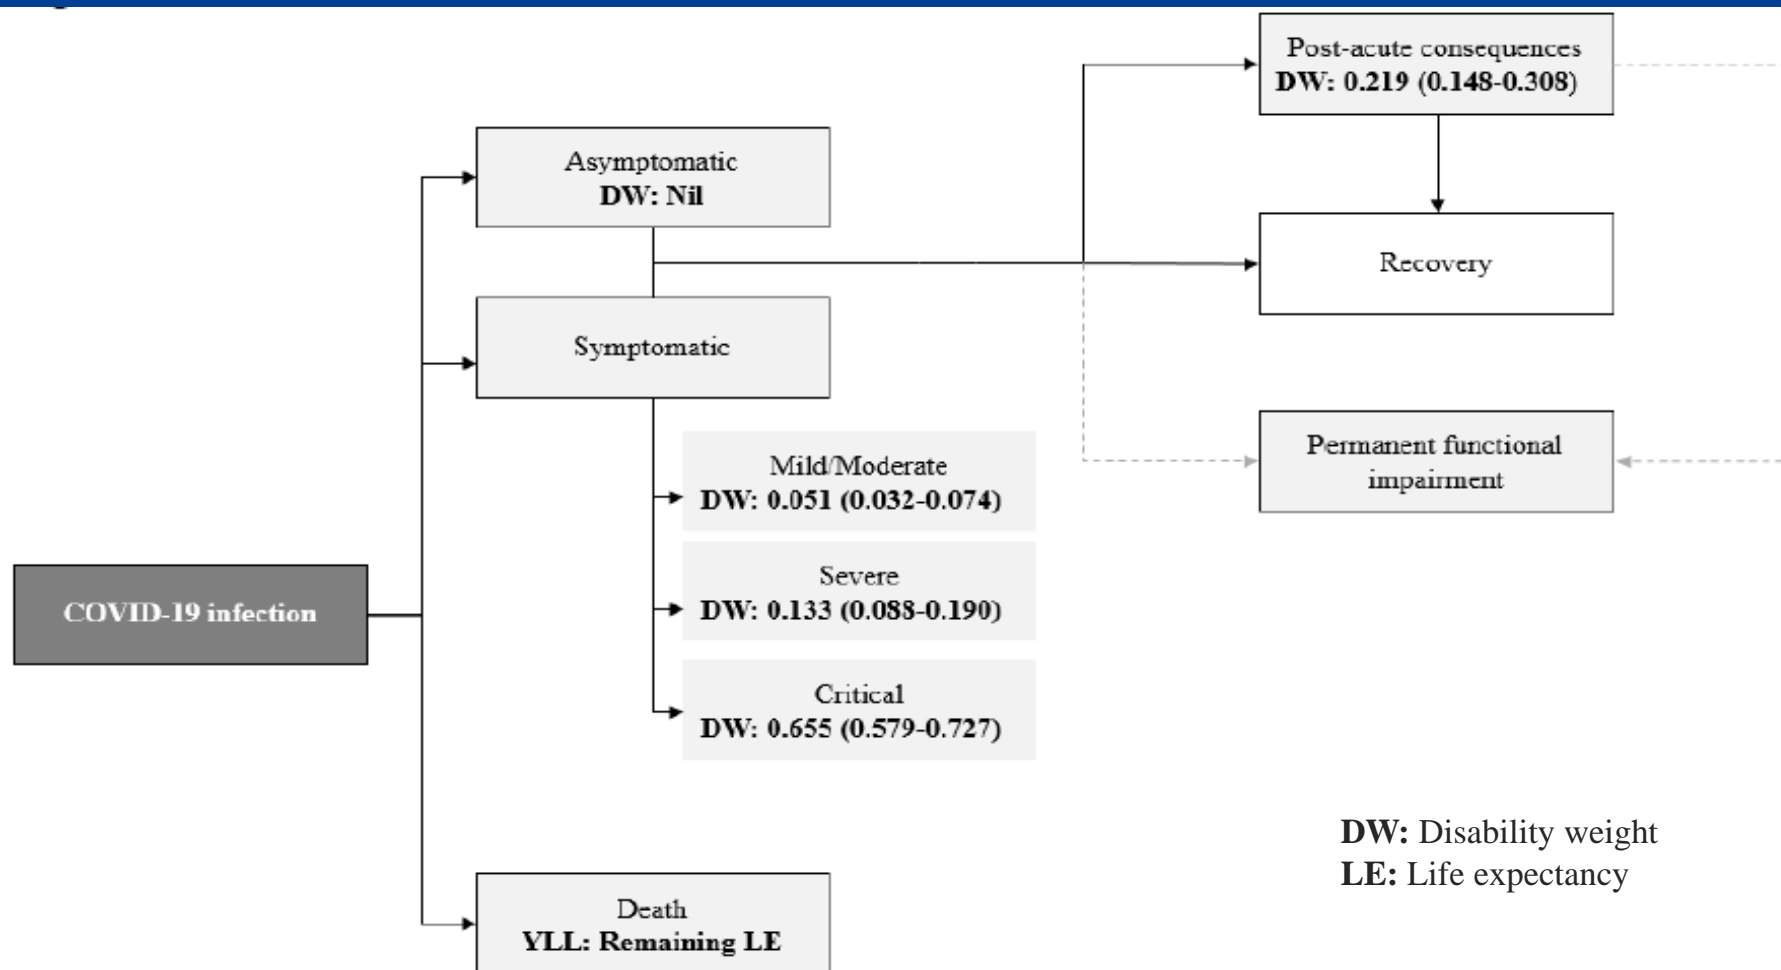 Post-acute consequences
DW: 0.219 (0.148-0.308)
Asymptomatic
DW: Nil
Recovery
Symptomatic
Permanent functional
impairment
Mild/Moderate
DW: 0.051 (0.032-0.074)
Severe
DW: 0.133 (0.088-0.190)
COVID-19 infection
Critical
DW: 0.655 (0.579-0.727)
DW: Disability weight
LE: Life expectancy
Death
YLL: Remaining LE